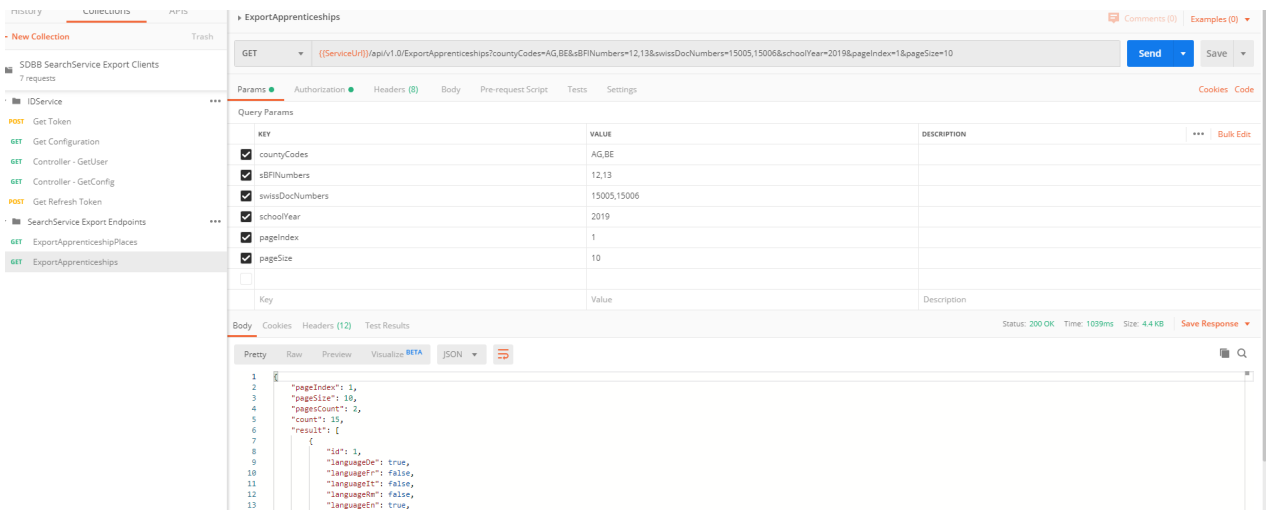 History Collections APIs
New Collection Trash
SDBB SearchService Export Clients
7 requests
IDService
POST Get Token
GET Get Configuration
GET Controller - GetUser
GET Controller - GetConfig
POST Get Refresh Token
SearchService Export Endpoints
GET ExportApprenticeshipPlaces
GET ExportApprenticeships
ExportApprenticeships
Comments (0) Examples (0)
GET {{ServiceUrl}}/api/v1.0/ExportApprenticeships?countyCodes=AG,BE&sBFINumbers=12,13&swissDocNumbers=15005,15006&schoolYear=2019&pageIndex=1&pageSize=10 Send Save
Params Authorization Headers (8) Body Pre-request Script Tests Settings Cookies Code
Query Params
KEY VALUE DESCRIPTION Bulk Edit
countyCodes AG,BE
sBFINumbers 12,13
swissDocNumbers 15005,15006
schoolYear 2019
pageIndex 1
pageSize 10
Key Value Description
Body Cookies Headers (12) Test Results Status: 200 OK Time: 1039ms Size: 4.4 KB Save Response
Pretty Raw Preview Visualize BETA JSON
1 {
2 "pageIndex": 1,
3 "pageSize": 10,
4 "pagesCount": 2,
5 "count": 15,
6 "result": [
7 {
8 "id": 1,
9 "languageDe": true,
10 "languageFr": false,
11 "languageIt": false,
12 "languageRm": false,
13 "languageEn": true,